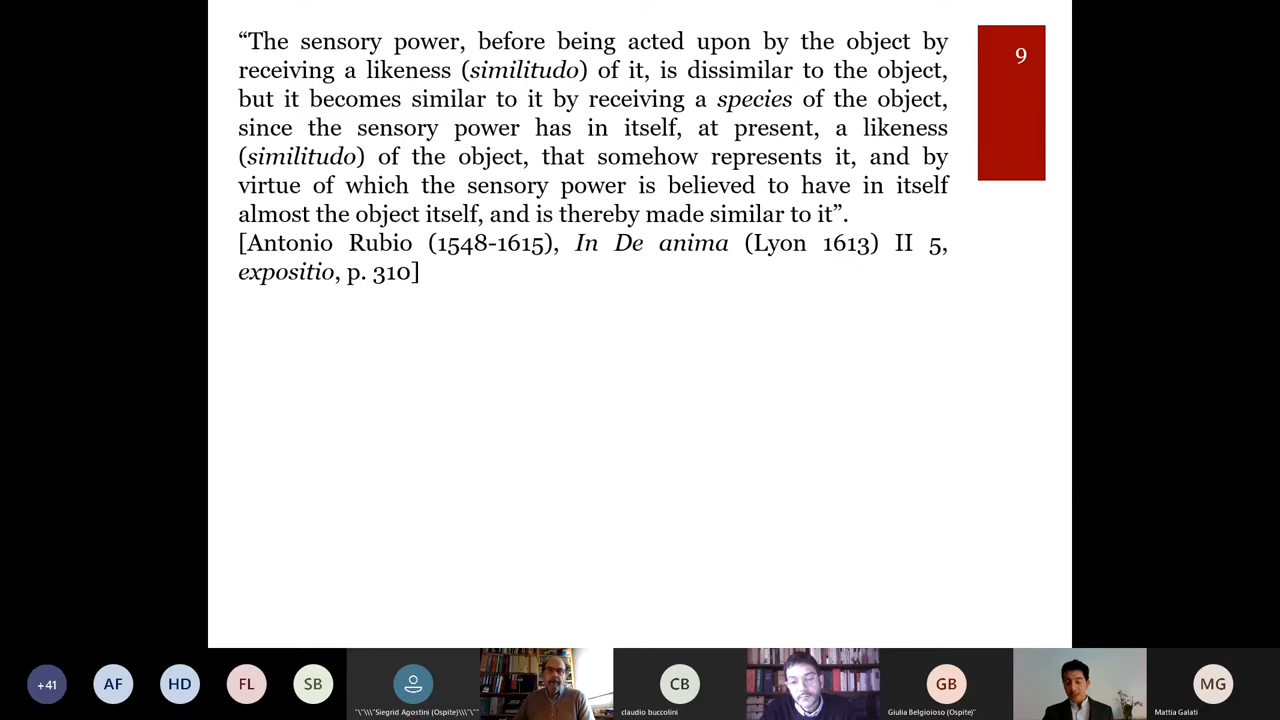 “The sensory power, before being acted upon by the object by
receiving a likeness (similitudo) of it, is dissimilar to the object,
but it becomes similar to it by receiving a species of the object,
since the sensory power has in itself, at present, a likeness
(similitudo) of the object, that somehow represents it, and by
virtue of which the sensory power is believed to have in itself
almost the object itself, and is thereby made similar to it”.
[Antonio Rubio (1548-1615), In De anima (Lyon 1613) II 5,
expositio, p. 310]
9
+41
AF
HD
FL
SB
"\"\\\"Siegrid Agostini (Ospite)\\\"\""
CB
claudio buccolini
GB
Giulia Belgioioso (Ospite)"
MG
Mattia Galati